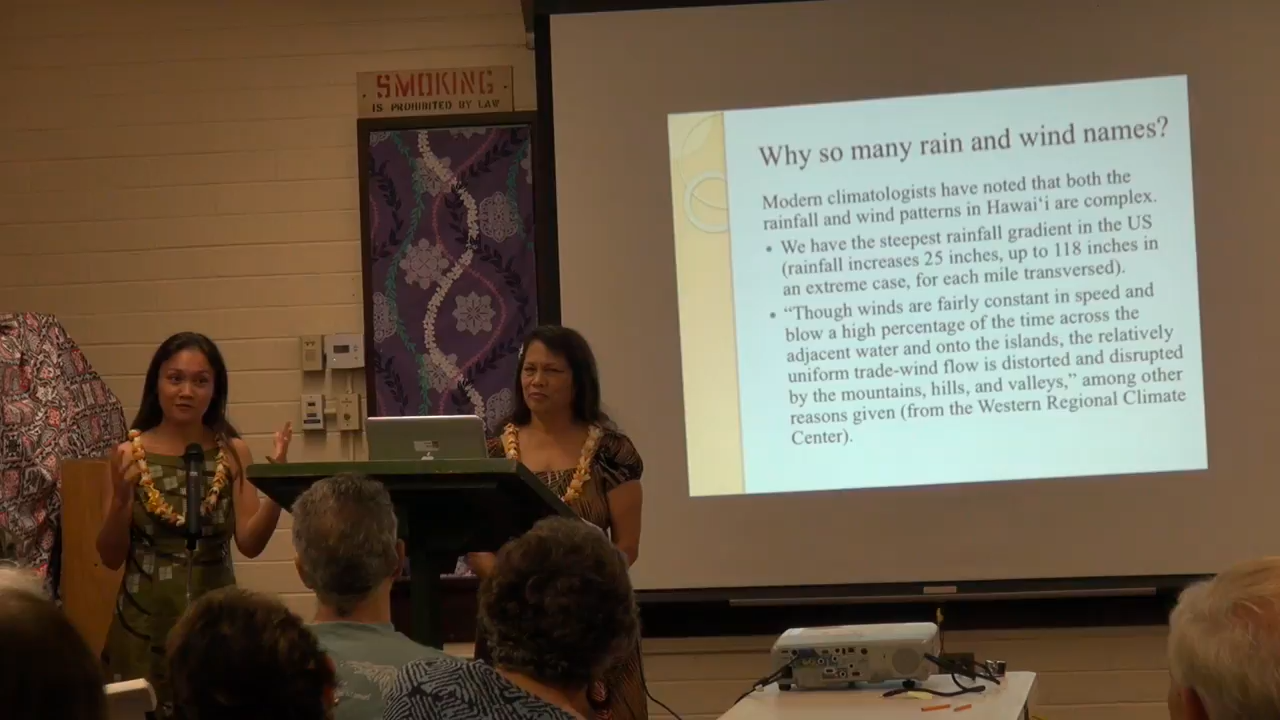 SMOKING
IS PROHIBITED BY LAW
Why so many rain and wind names?
Modern climatologists have noted that both the
rainfall and wind patterns in Hawaiʻi are complex.
• We have the steepest rainfall gradient in the US
(rainfall increases 25 inches, up to 118 inches in
an extreme case, for each mile transversed).
• “Though winds are fairly constant in speed and
blow a high percentage of the time across the
adjacent water and onto the islands, the relatively
uniform trade-wind flow is distorted and disrupted
by the mountains, hills, and valleys,” among other
reasons given (from the Western Regional Climate
Center).